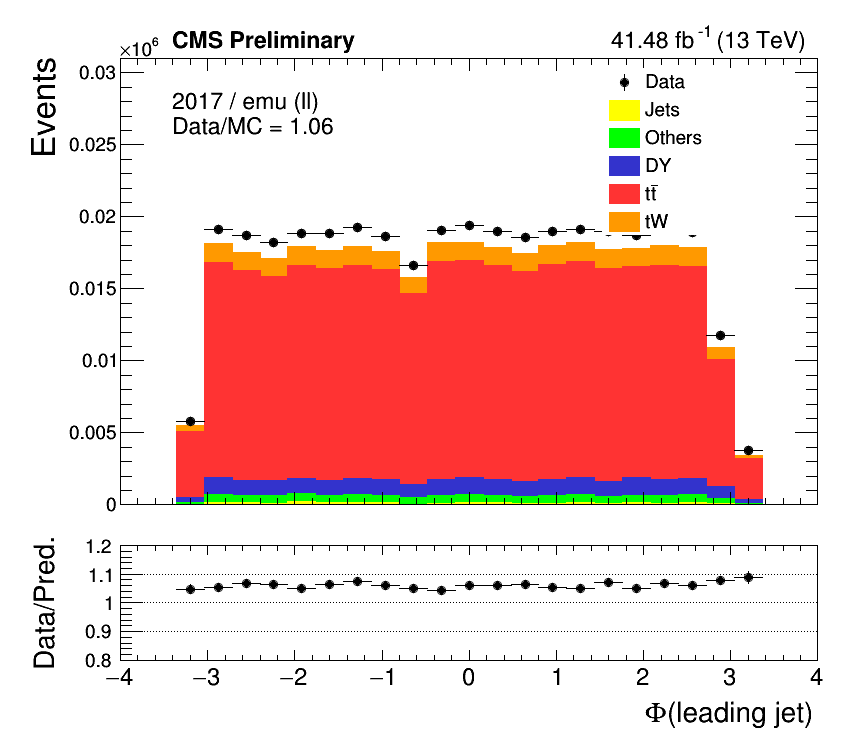 ×10⁶ CMS Preliminary 41.48 fb⁻¹ (13 TeV)
Events
0.03
0.025
0.02
0.015
0.01
0.005
0
2017 / emu (ll)
Data/MC = 1.06
Data
Jets
Others
DY
tt̄
tW
Data/Pred.
1.2
1.1
1
0.9
0.8
−4 −3 −2 −1 0 1 2 3 4
Φ(leading jet)